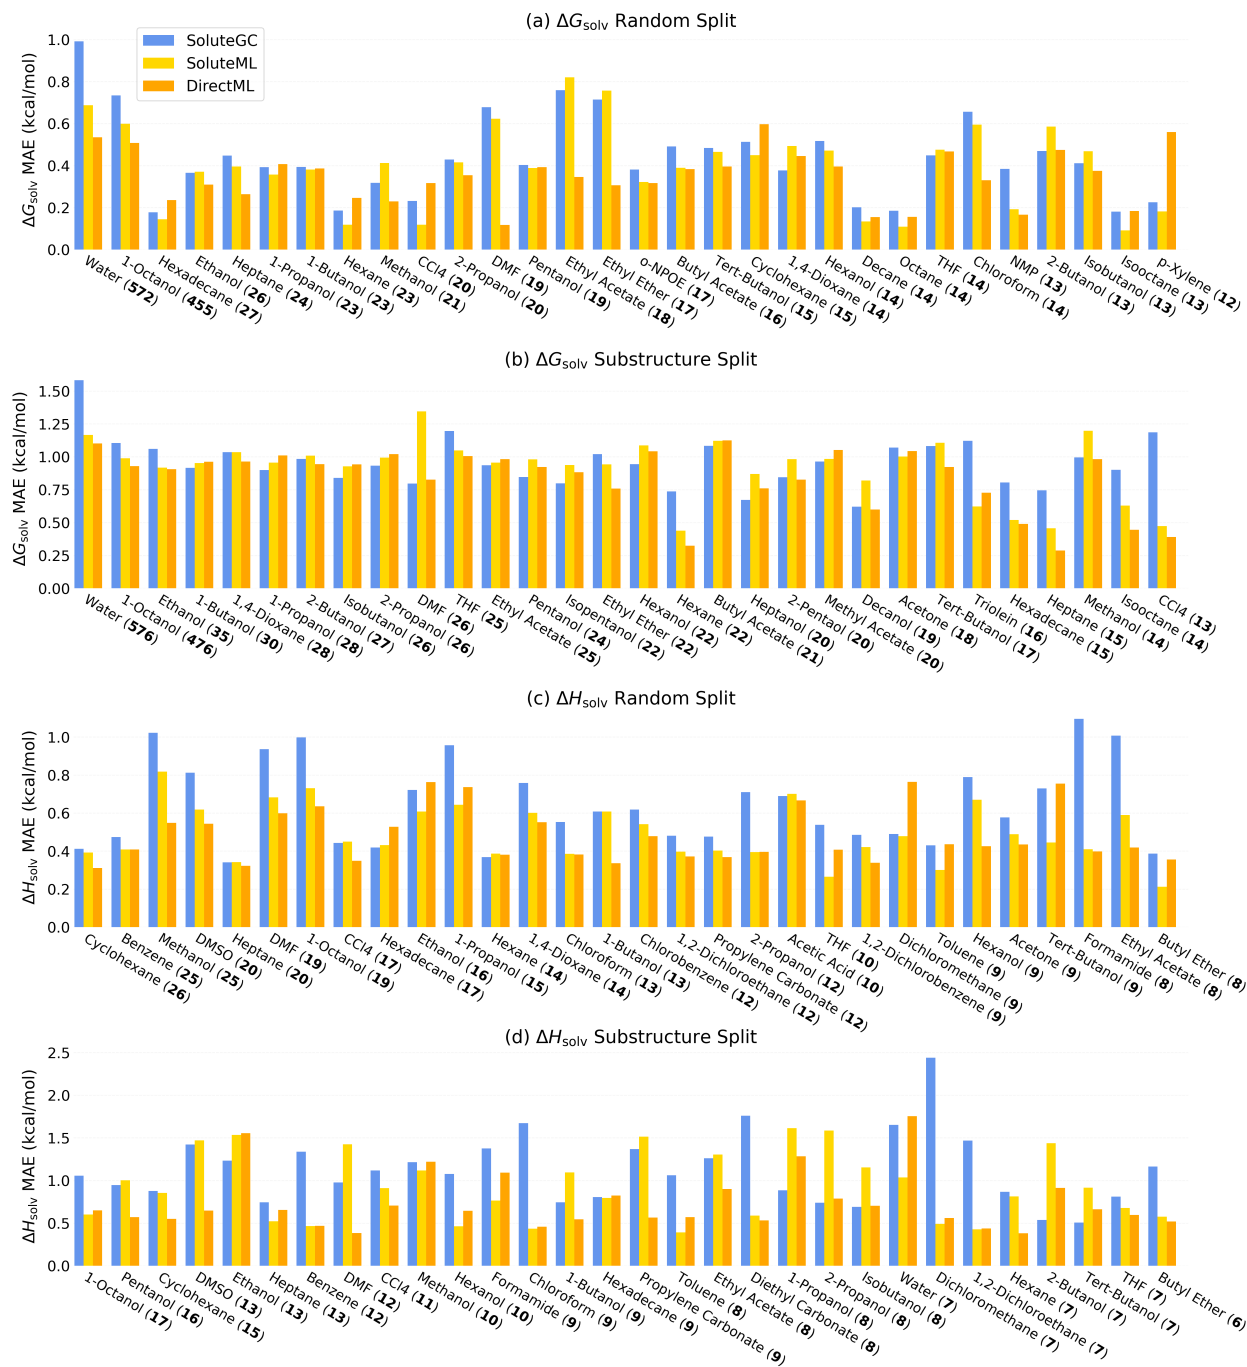 (a) ΔGsolv Random Split
ΔGsolv MAE (kcal/mol)
1.0
0.8
0.6
0.4
0.2
0.0
SoluteGC
SoluteML
DirectML
Water (572)
1-Octanol (455)
Hexadecane (27)
Ethanol (26)
Heptane (24)
1-Propanol (23)
1-Butanol (23)
Hexane (23)
Methanol (21)
CCl4 (20)
2-Propanol (20)
DMF (19)
Pentanol (19)
Ethyl Acetate (18)
Ethyl Ether (17)
o-NPOE (17)
Butyl Acetate (16)
Tert-Butanol (15)
Cyclohexane (15)
1,4-Dioxane (14)
Hexanol (14)
Decane (14)
Octane (14)
THF (14)
Chloroform (14)
NMP (13)
2-Butanol (13)
Isobutanol (13)
Isooctane (13)
p-Xylene (12)
(b) ΔGsolv Substructure Split
ΔGsolv MAE (kcal/mol)
1.50
1.25
1.00
0.75
0.50
0.25
0.00
Water (576)
1-Octanol (476)
Ethanol (35)
1-Butanol (30)
1,4-Dioxane (28)
1-Propanol (28)
2-Butanol (27)
Isobutanol (26)
2-Propanol (26)
DMF (26)
THF (25)
Ethyl Acetate (25)
Pentanol (24)
Isopentanol (22)
Ethyl Ether (22)
Hexanol (22)
Hexane (22)
Butyl Acetate (21)
Heptanol (20)
2-Pentaol (20)
Methyl Acetate (20)
Decanol (19)
Acetone (18)
Tert-Butanol (17)
Triolein (16)
Hexadecane (15)
Heptane (15)
Methanol (14)
Isooctane (14)
CCl4 (13)
(c) ΔHsolv Random Split
ΔHsolv MAE (kcal/mol)
1.0
0.8
0.6
0.4
0.2
0.0
Cyclohexane (26)
Benzene (25)
Methanol (25)
DMSO (20)
Heptane (20)
DMF (19)
1-Octanol (19)
CCl4 (17)
Hexadecane (17)
Ethanol (16)
1-Propanol (15)
Hexane (14)
1,4-Dioxane (14)
Chloroform (13)
1-Butanol (13)
Chlorobenzene (12)
1,2-Dichloroethane (12)
Propylene Carbonate (12)
2-Propanol (12)
Acetic Acid (10)
THF (10)
1,2-Dichlorobenzene (9)
Dichloromethane (9)
Toluene (9)
Hexanol (9)
Acetone (9)
Tert-Butanol (9)
Formamide (8)
Ethyl Acetate (8)
Butyl Ether (8)
(d) ΔHsolv Substructure Split
ΔHsolv MAE (kcal/mol)
2.5
2.0
1.5
1.0
0.5
0.0
1-Octanol (17)
Pentanol (16)
Cyclohexane (15)
DMSO (13)
Ethanol (13)
Heptane (13)
Benzene (12)
DMF (12)
CCl4 (11)
Methanol (10)
Hexanol (10)
Formamide (9)
Chloroform (9)
1-Butanol (9)
Hexadecane (9)
Propylene Carbonate (9)
Toluene (8)
Ethyl Acetate (8)
Diethyl Carbonate (8)
1-Propanol (8)
2-Propanol (8)
Isobutanol (8)
Water (7)
Dichloromethane (7)
1,2-Dichloroethane (7)
Hexane (7)
2-Butanol (7)
Tert-Butanol (7)
THF (7)
Butyl Ether (6)